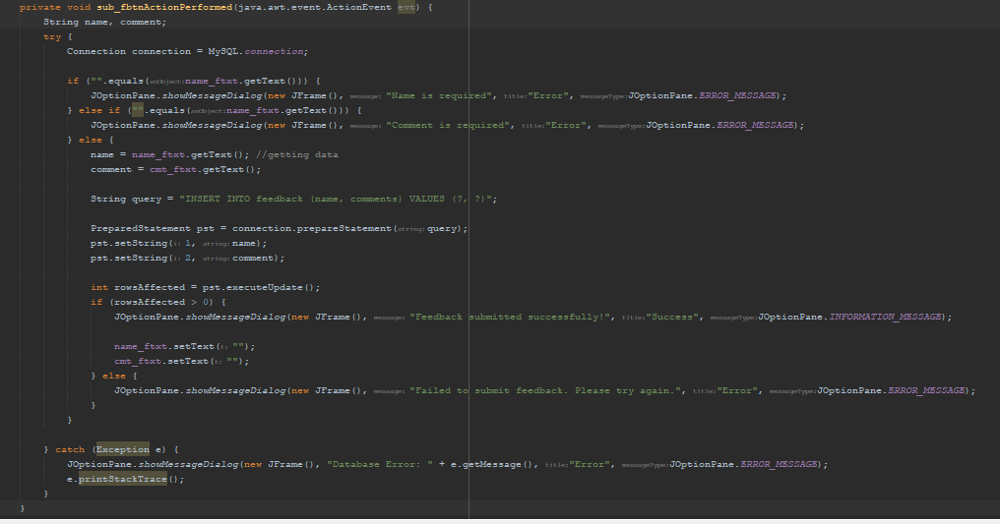 private void sub_fbtnActionPerformed(java.awt.event.ActionEvent evt) {
String name, comment;
try {
Connection connection = MySQL.connection;
if ("".equals(anObject: name_ftxt.getText())) {
JOptionPane.showMessageDialog(new JFrame(), message: "Name is required", title: "Error", messageType: JOptionPane.ERROR_MESSAGE);
} else if ("".equals(anObject: name_ftxt.getText())) {
JOptionPane.showMessageDialog(new JFrame(), message: "Comment is required", title: "Error", messageType: JOptionPane.ERROR_MESSAGE);
} else {
name = name_ftxt.getText(); //getting data
comment = cmt_ftxt.getText();
String query = "INSERT INTO feedback (name, comments) VALUES (?, ?)";
PreparedStatement pst = connection.prepareStatement(string: query);
pst.setString(i: 1, string: name);
pst.setString(i: 2, string: comment);
int rowsAffected = pst.executeUpdate();
if (rowsAffected > 0) {
JOptionPane.showMessageDialog(new JFrame(), message: "Feedback submitted successfully!", title: "Success", messageType: JOptionPane.INFORMATION_MESSAGE);
name_ftxt.setText(t: "");
cmt_ftxt.setText(t: "");
} else {
JOptionPane.showMessageDialog(new JFrame(), message: "Failed to submit feedback. Please try again.", title: "Error", messageType: JOptionPane.ERROR_MESSAGE);
}
}
} catch (Exception e) {
JOptionPane.showMessageDialog(new JFrame(), "Database Error: " + e.getMessage(), title: "Error", messageType: JOptionPane.ERROR_MESSAGE);
e.printStackTrace();
}
}